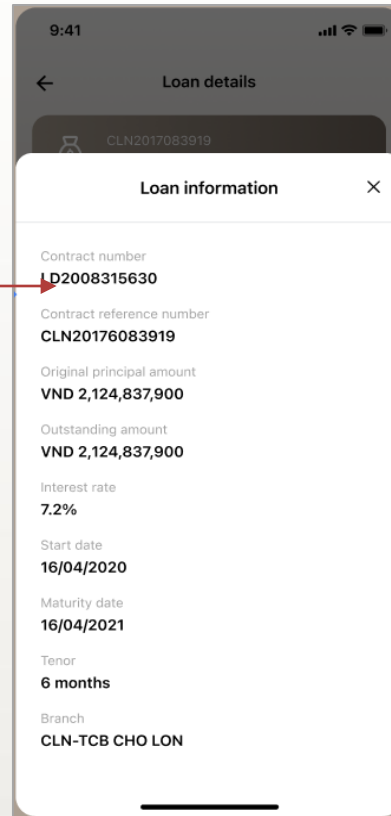 9:41
Loan details
CLN2017083919
Loan information
Contract number
LD2008315630
Contract reference number
CLN20176083919
Original principal amount
VND 2,124,837,900
Outstanding amount
VND 2,124,837,900
Interest rate
7.2%
Start date
16/04/2020
Maturity date
16/04/2021
Tenor
6 months
Branch
CLN-TCB CHO LON